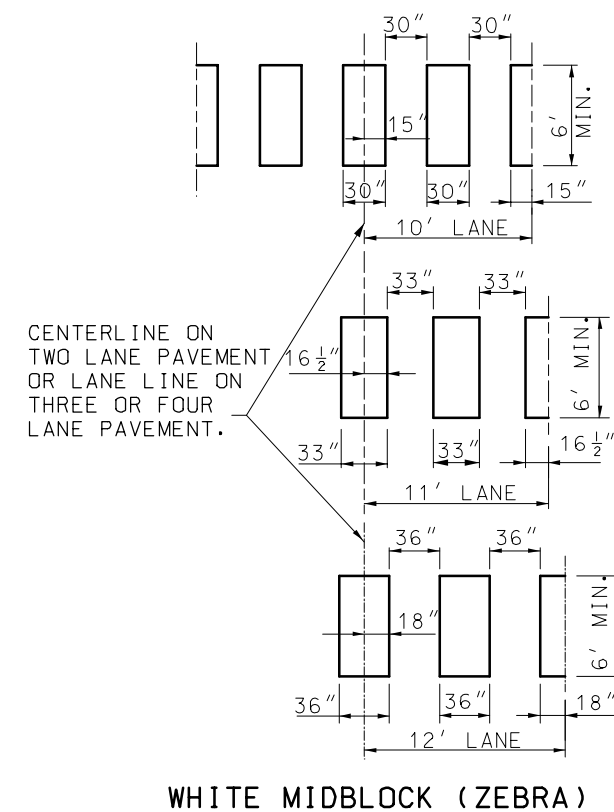 30" 30"
15"
6' MIN.
30" 30" 15"
10' LANE
33" 33"
CENTERLINE ON
TWO LANE PAVEMENT
OR LANE LINE ON
THREE OR FOUR
LANE PAVEMENT.
16 1/2"
6' MIN.
33" 33" 16 1/2"
11' LANE
36" 36"
18"
6' MIN.
36" 36" 18"
12' LANE
WHITE MIDBLOCK (ZEBRA)